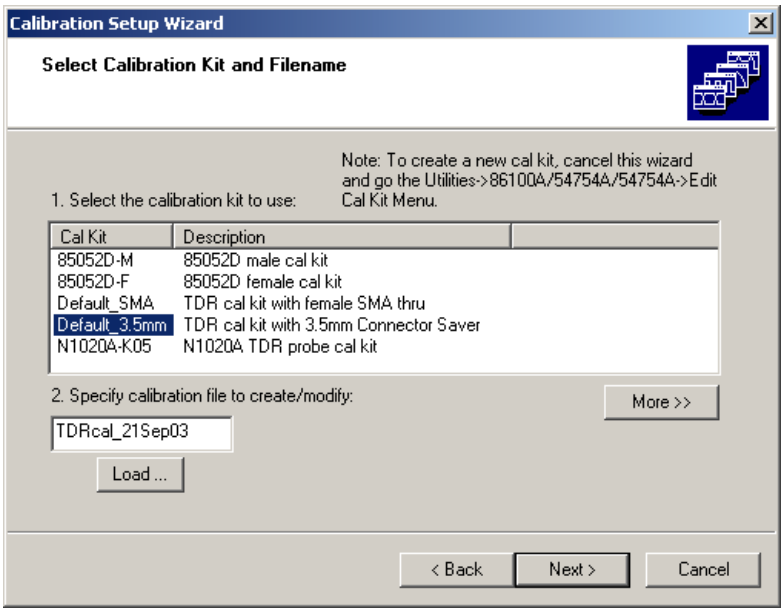 Calibration Setup Wizard
Select Calibration Kit and Filename
Note: To create a new cal kit, cancel this wizard
and go the Utilities->86100A/54754A/54754A->Edit
Cal Kit Menu.
1. Select the calibration kit to use:
Cal Kit Description
85052D-M 85052D male cal kit
85052D-F 85052D female cal kit
Default_SMA TDR cal kit with female SMA thru
Default_3.5mm TDR cal kit with 3.5mm Connector Saver
N1020A-K05 N1020A TDR probe cal kit
2. Specify calibration file to create/modify:
More >>
TDRcal_21Sep03
Load ...
< Back Next > Cancel